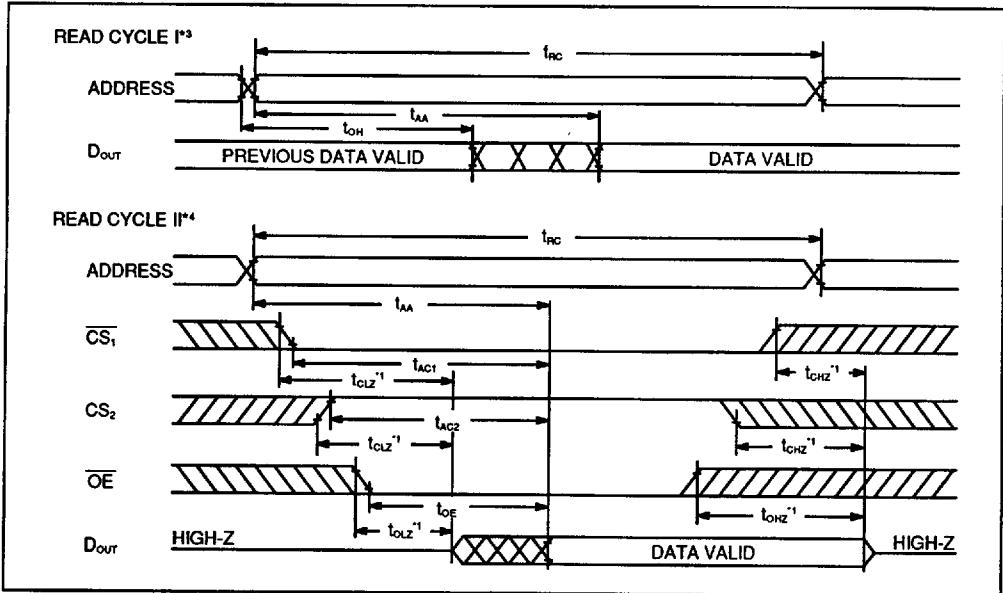 READ CYCLE I*3
tRC
ADDRESS
tAA
tOH
DOUT
PREVIOUS DATA VALID
DATA VALID
READ CYCLE II*4
tRC
ADDRESS
tAA
CS1
tAC1
tCLZ*1
tCHZ*1
CS2
tAC2
tCLZ*1
tCHZ*1
OE
tOE
tOLZ*1
tOHZ*1
DOUT
HIGH-Z
DATA VALID
HIGH-Z